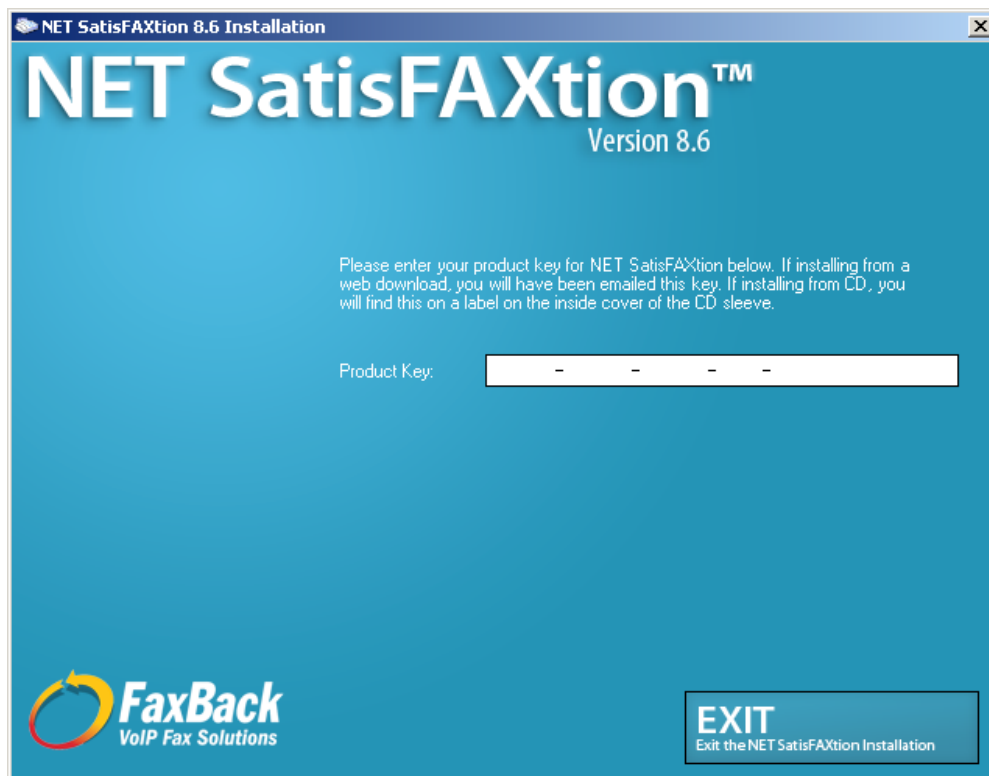 NET SatisFAXtion 8.6 Installation
NET SatisFAXtion™
Version 8.6
Please enter your product key for NET SatisFAXtion below. If installing from a
web download, you will have been emailed this key. If installing from CD, you
will find this on a label on the inside cover of the CD sleeve.
Product Key: - - - -
FaxBack
VoIP Fax Solutions
EXIT
Exit the NET SatisFAXtion Installation